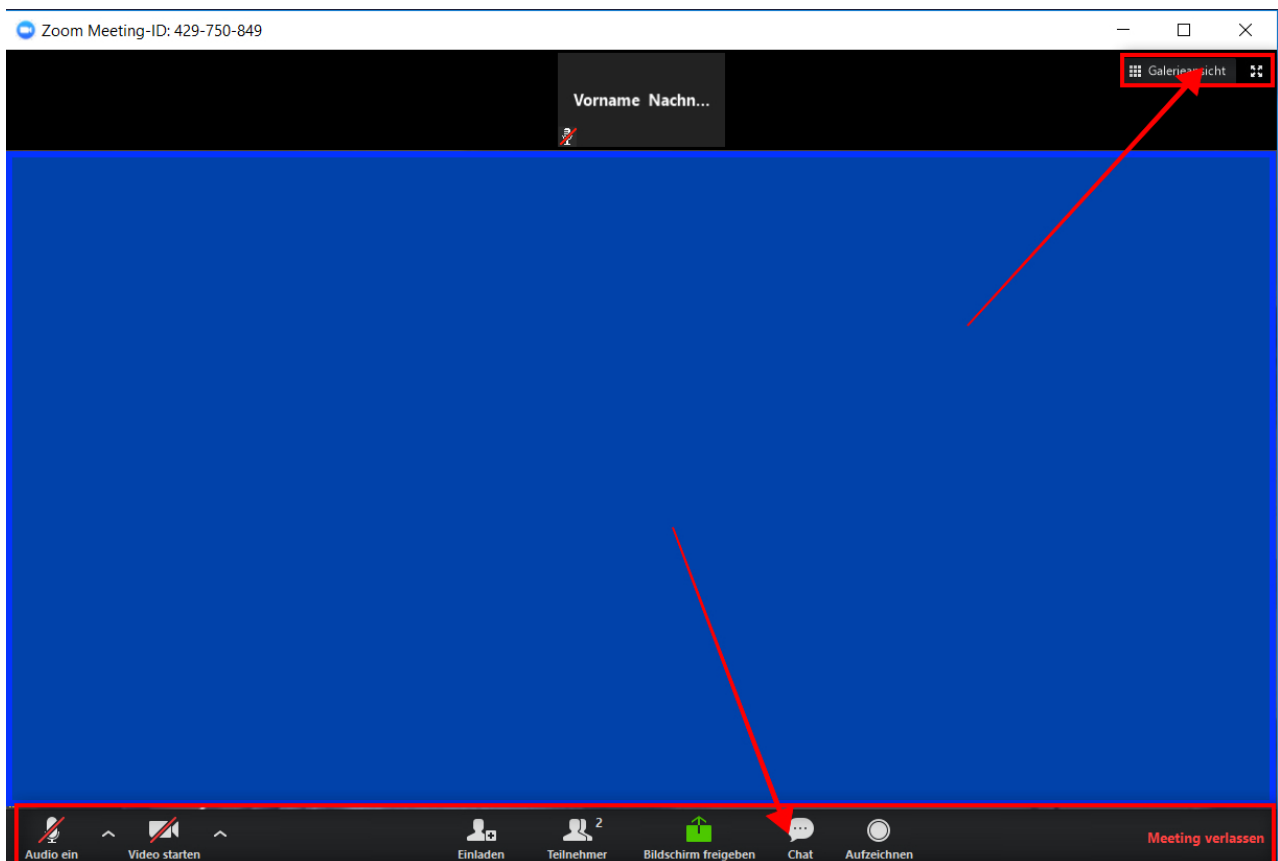 Zoom Meeting-ID: 429-750-849
Galerieansicht
Vorname Nachn...
2
Audio ein
Video starten
Einladen
Teilnehmer
Bildschirm freigeben
Chat
Aufzeichnen
Meeting verlassen